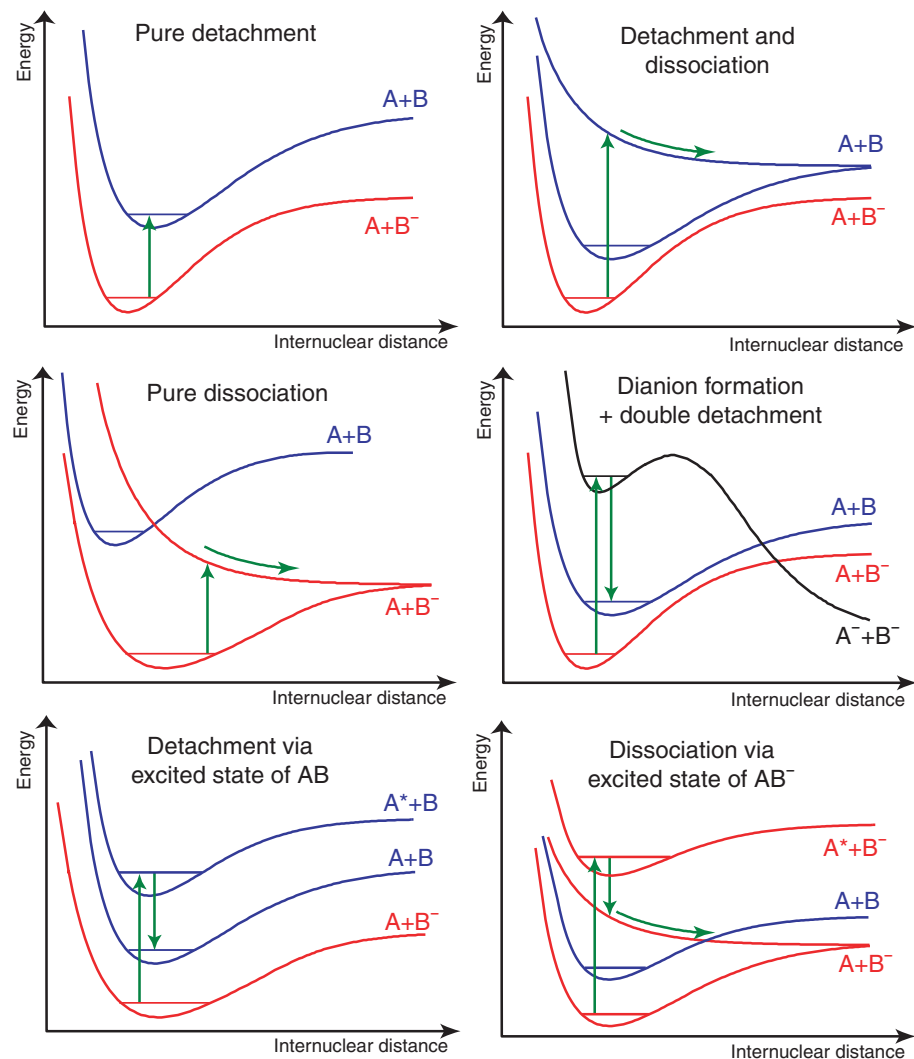 Energy
Pure detachment
A+B
A+B⁻
Internuclear distance
Energy
Detachment and
dissociation
A+B
A+B⁻
Internuclear distance
Energy
Pure dissociation
A+B
A+B⁻
Internuclear distance
Energy
Dianion formation
+ double detachment
A+B
A+B⁻
A⁻+B⁻
Internuclear distance
Energy
Detachment via
excited state of AB
A*+B
A+B
A+B⁻
Internuclear distance
Energy
Dissociation via
excited state of AB⁻
A*+B⁻
A+B
A+B⁻
Internuclear distance